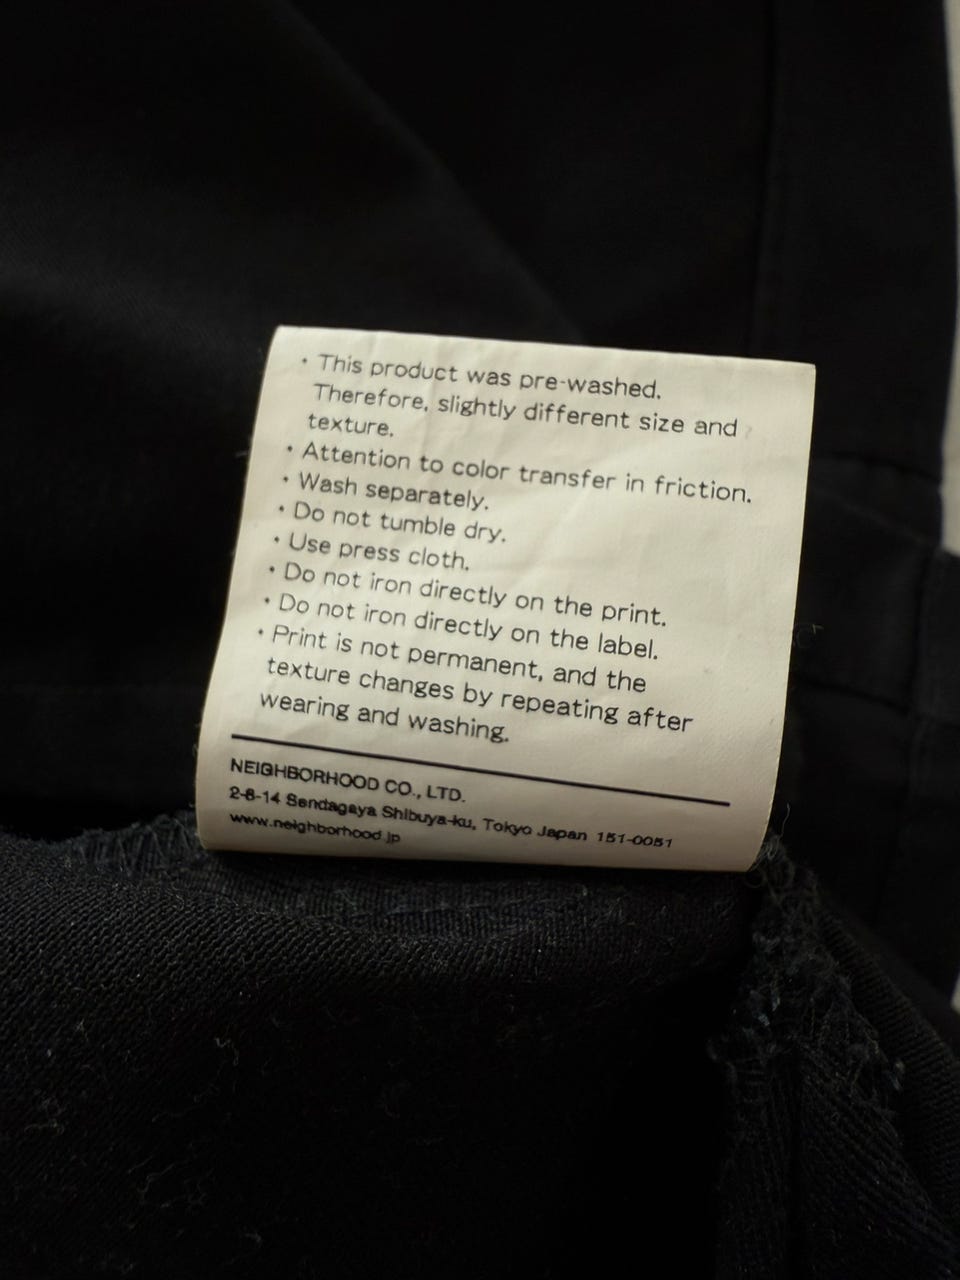 · This product was pre-washed.
Therefore, slightly different size and
texture.
· Attention to color transfer in friction.
· Wash separately.
· Do not tumble dry.
· Use press cloth.
· Do not iron directly on the print.
· Do not iron directly on the label.
· Print is not permanent, and the
texture changes by repeating after
wearing and washing.
NEIGHBORHOOD CO., LTD.
2-8-14 Sendagaya Shibuya-ku, Tokyo Japan 151-0051
www.neighborhood.jp